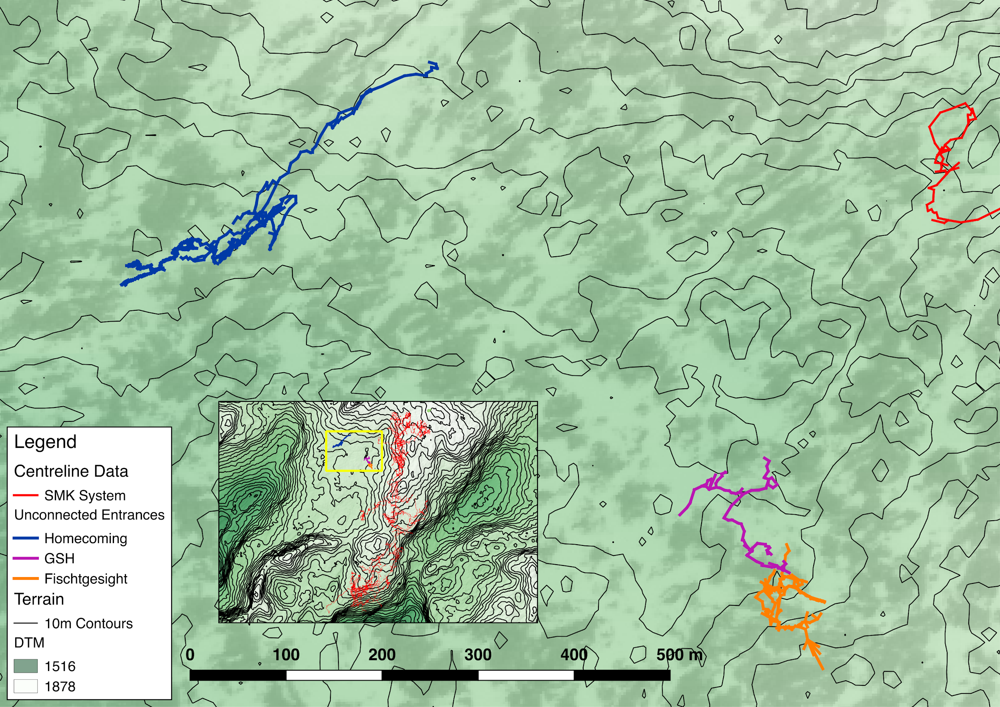 Legend
Centreline Data
SMK System
Unconnected Entrances
Homecoming
GSH
Fischtgesight
Terrain
10m Contours
DTM
1516
1878
0 100 200 300 400 500 m